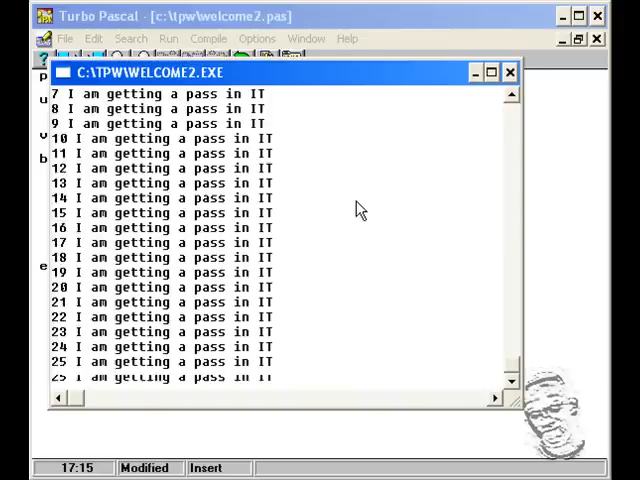 Turbo Pascal - [c:\tpw\welcome2.pas]
File Edit Search Run Compile Options Window Help
C:\TPW\WELCOME2.EXE
7 I am getting a pass in IT
8 I am getting a pass in IT
9 I am getting a pass in IT
10 I am getting a pass in IT
11 I am getting a pass in IT
12 I am getting a pass in IT
13 I am getting a pass in IT
14 I am getting a pass in IT
15 I am getting a pass in IT
16 I am getting a pass in IT
17 I am getting a pass in IT
18 I am getting a pass in IT
19 I am getting a pass in IT
20 I am getting a pass in IT
21 I am getting a pass in IT
22 I am getting a pass in IT
23 I am getting a pass in IT
24 I am getting a pass in IT
25 I am getting a pass in IT
25 I am getting a pass in IT
17:15 Modified Insert